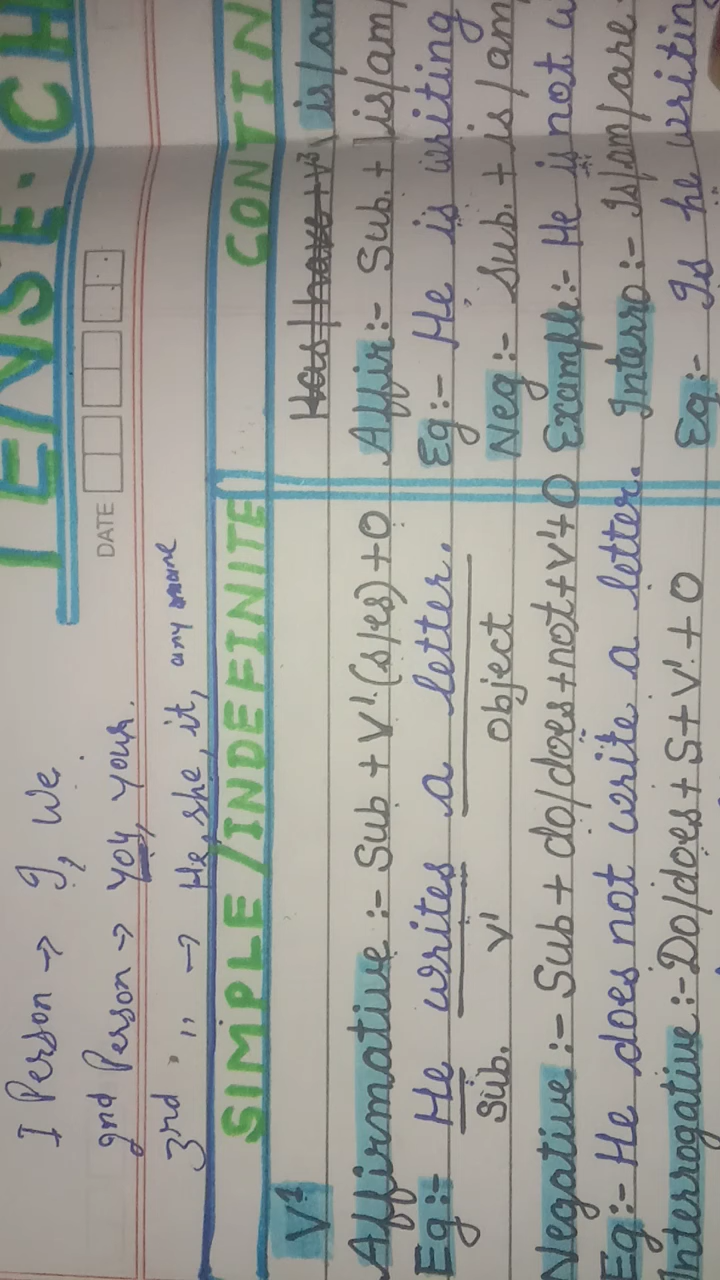 TENSE. CH
DATE
I Person → I, We.
2nd Person → you, your.
3rd " → He, she, it, any
SIMPLE/INDEFINITE
V¹
Affirmative :- Sub + V¹(s/es) + O
Eg:- He writes a letter.
Sub. V¹ Object
Negative :- Sub + do/does+not+V¹+O
Eg:- He does not write a letter.
Interrogative :- Do/does + S+V¹+O
CONTIN
Has/have+V³ is/am
Affir:- Sub. + is/am/
Eg:- He is writing
Neg:- Sub. + is/am
Example:- He is not w
Interro:- Is/am/are
Eg:- Is he writin